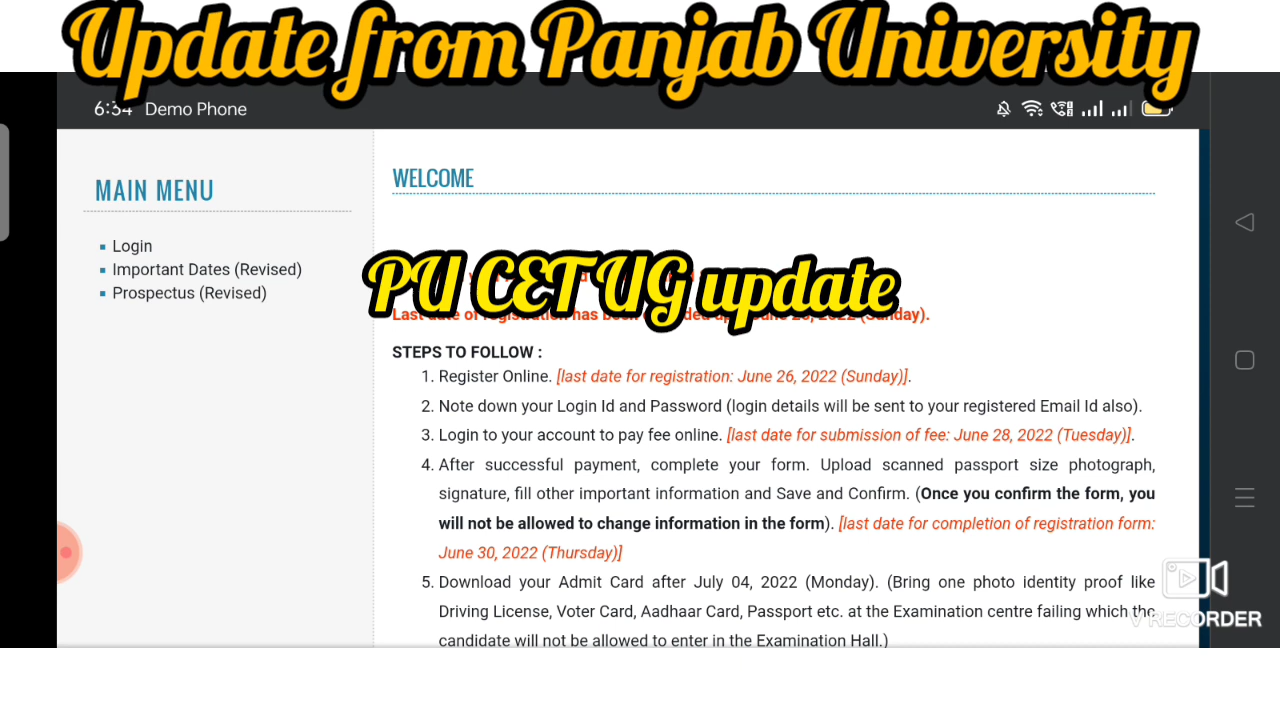 Update from Panjab University
6:34 Demo Phone
MAIN MENU
Login
Important Dates (Revised)
Prospectus (Revised)
WELCOME
PU CET UG update
Last date of registration has been June 26, 2022 (Sunday).
STEPS TO FOLLOW :
1. Register Online. [last date for registration: June 26, 2022 (Sunday)].
2. Note down your Login Id and Password (login details will be sent to your registered Email Id also).
3. Login to your account to pay fee online. [last date for submission of fee: June 28, 2022 (Tuesday)].
4. After successful payment, complete your form. Upload scanned passport size photograph,
signature, fill other important information and Save and Confirm. (Once you confirm the form, you
will not be allowed to change information in the form). [last date for completion of registration form:
June 30, 2022 (Thursday)]
5. Download your Admit Card after July 04, 2022 (Monday). (Bring one photo identity proof like
Driving License, Voter Card, Aadhaar Card, Passport etc. at the Examination centre failing which the
candidate will not be allowed to enter in the Examination Hall.)
V RECORDER